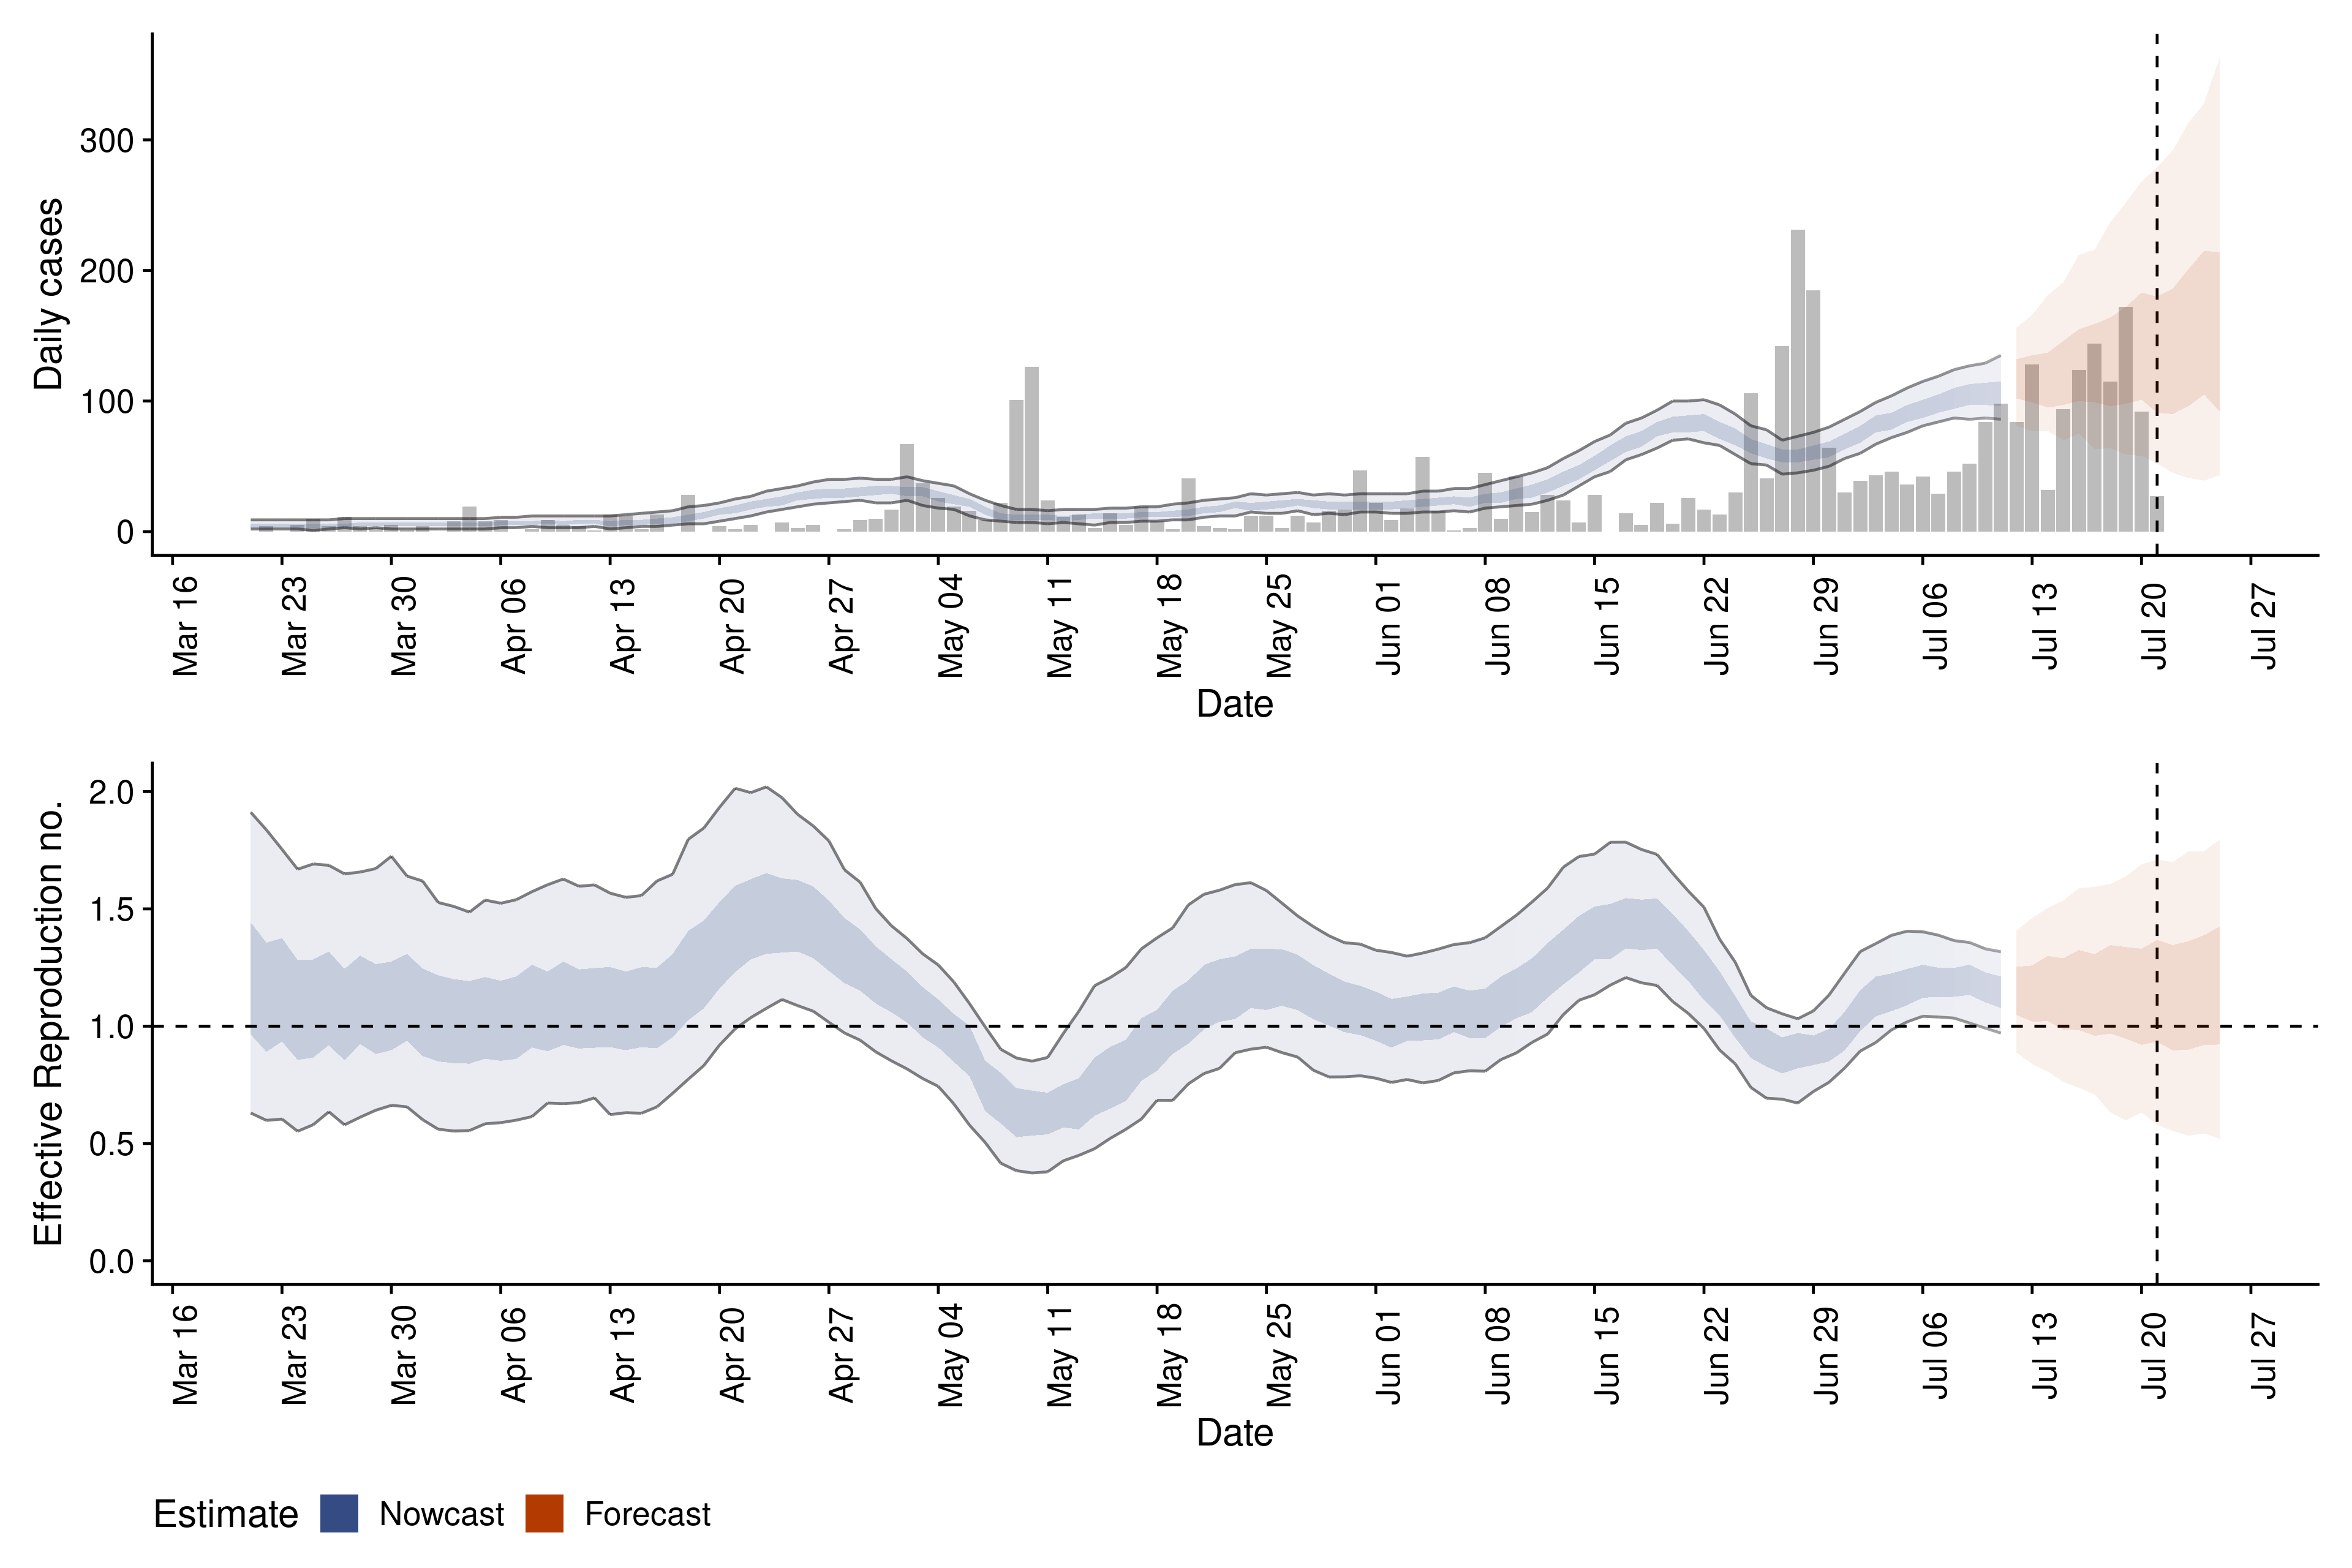 Daily cases
300
200
100
0
Mar 16
Mar 23
Mar 30
Apr 06
Apr 13
Apr 20
Apr 27
May 04
May 11
May 18
May 25
Jun 01
Jun 08
Jun 15
Jun 22
Jun 29
Jul 06
Jul 13
Jul 20
Jul 27
Date
Effective Reproduction no.
2.0
1.5
1.0
0.5
0.0
Mar 16
Mar 23
Mar 30
Apr 06
Apr 13
Apr 20
Apr 27
May 04
May 11
May 18
May 25
Jun 01
Jun 08
Jun 15
Jun 22
Jun 29
Jul 06
Jul 13
Jul 20
Jul 27
Date
Estimate Nowcast Forecast